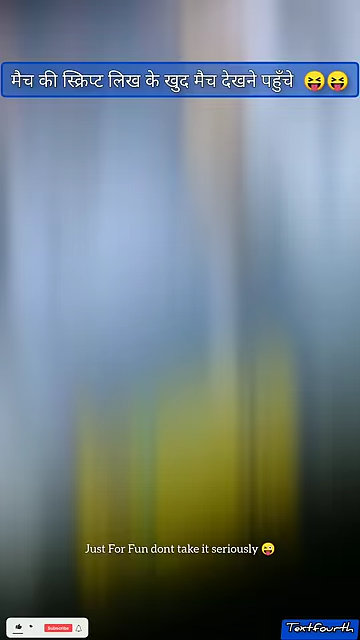 मैच की स्क्रिप्ट लिख के खुद मैच देखने पहुँचे 😝😝
Just For Fun dont take it seriously 😜
Subscribe
Textfourth